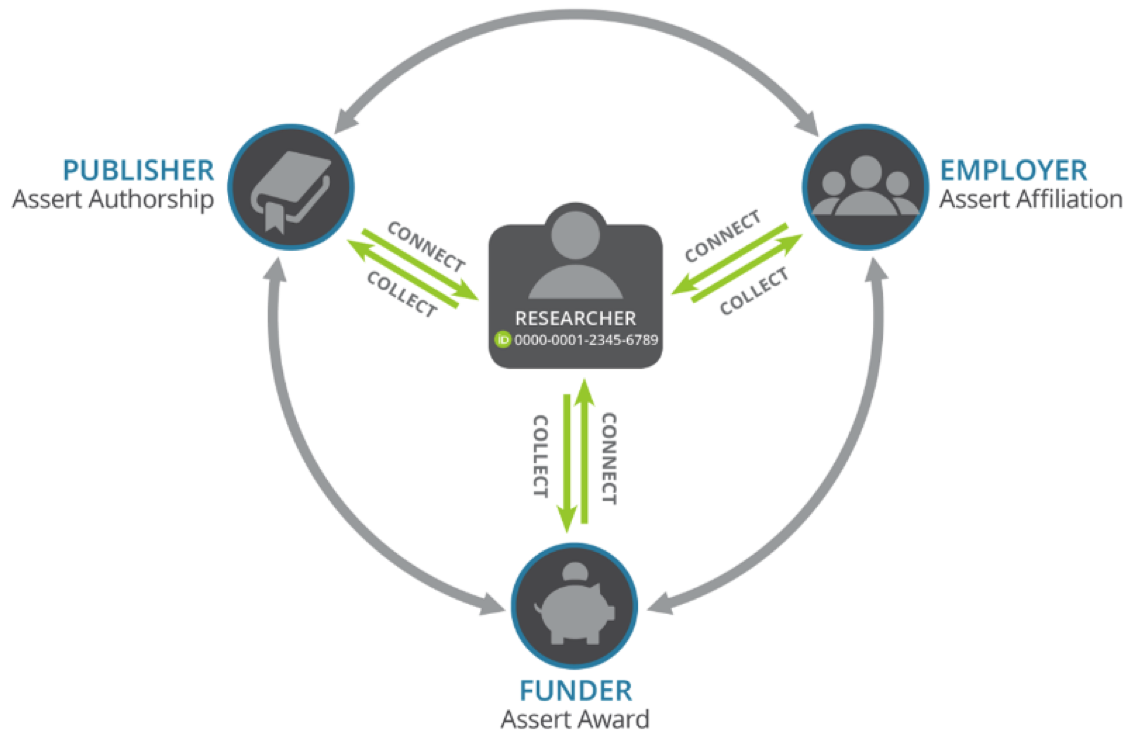 PUBLISHER
Assert Authorship
EMPLOYER
Assert Affiliation
CONNECT
COLLECT
CONNECT
COLLECT
RESEARCHER
iD 0000-0001-2345-6789
COLLECT
CONNECT
FUNDER
Assert Award